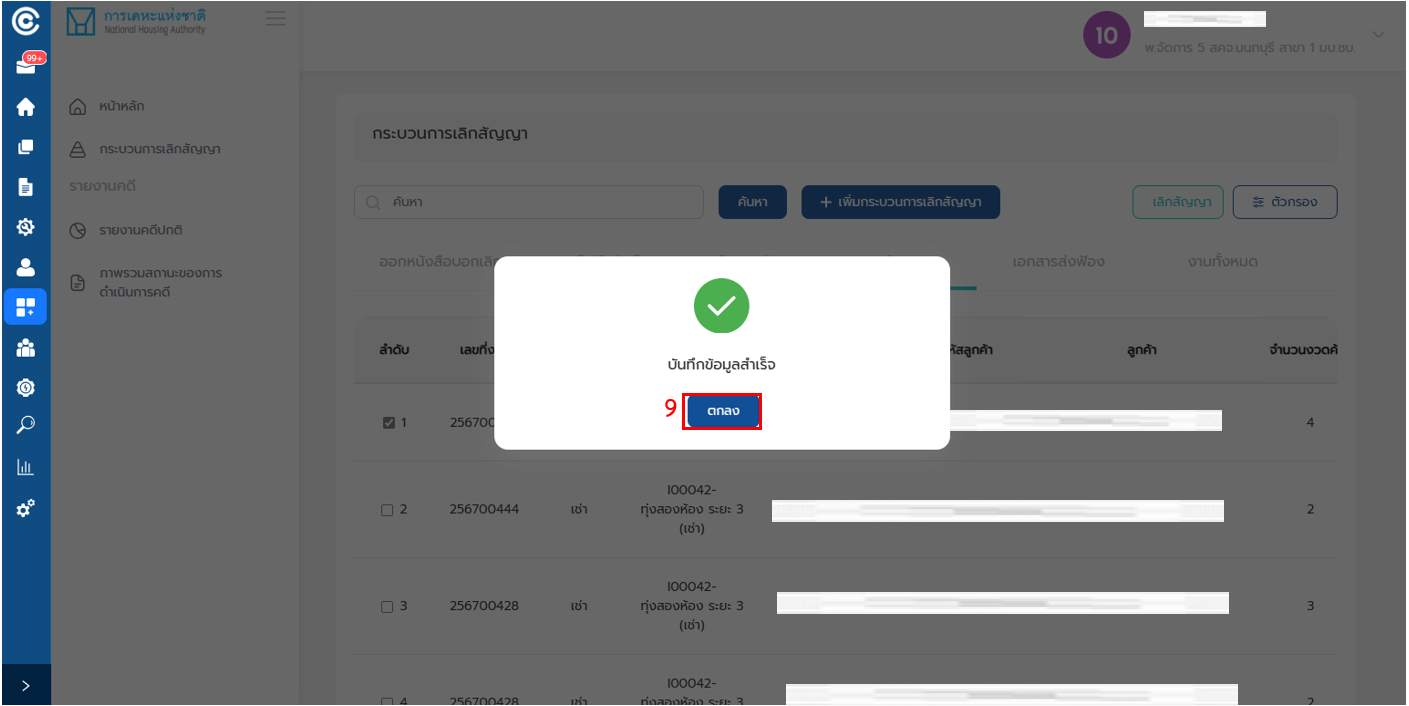 การเคหะแห่งชาติ
National Housing Authority
99+
10
พ.จัดการ 5 สคจ.นนทบุรี สาขา 1 มบ.ชบ.
หน้าหลัก
กระบวนการเลิกสัญญา
รายงานคดี
รายงานคดีปกติ
ภาพรวมสถานะของการ
ดำเนินการคดี
กระบวนการเลิกสัญญา
ค้นหา
ค้นหา
+ เพิ่มกระบวนการเลิกสัญญา
เลิกสัญญา
ตัวกรอง
ออกหนังสือบอกเลิก
เอกสารส่งฟ้อง
งานทั้งหมด
บันทึกข้อมูลสำเร็จ
9
ตกลง
ลำดับ
เลขที่ง
หัสลูกค้า
ลูกค้า
จำนวนงวดค้
1
25670
4
2
256700444
เช่า
I00042-
ทุ่งสองห้อง ระยะ 3
(เช่า)
2
3
256700428
เช่า
I00042-
ทุ่งสองห้อง ระยะ 3
(เช่า)
3
4
256700428
เช่า
I00042-
ทุ่งสองห้อง ระยะ 3
2